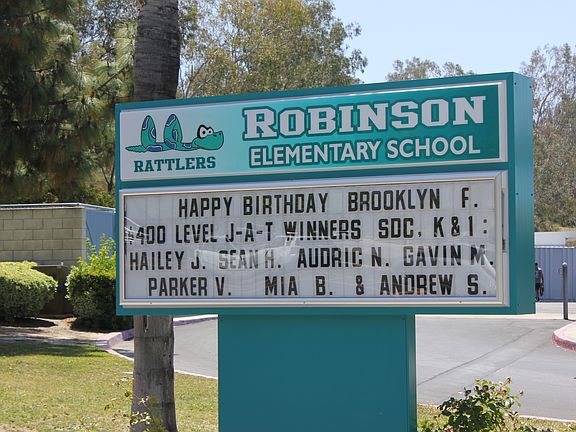 ROBINSON
ELEMENTARY SCHOOL
RATTLERS
HAPPY BIRTHDAY BROOKLYN F.
#400 LEVEL J-A-T WINNERS SDC, K & 1:
HAILEY J. SEAN H. AUDRIC N. GAVIN M.
PARKER V. MIA B. & ANDREW S.